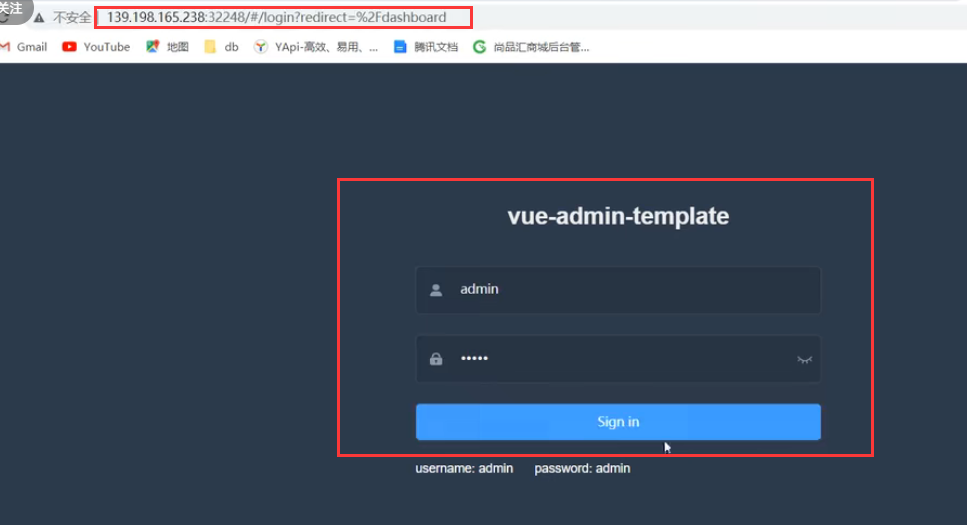 关注
不安全 139.198.165.238:32248/#/login?redirect=%2Fdashboard
Gmail YouTube 地图 db YApi-高效、易用、... 腾讯文档 尚品汇商城后台管...
vue-admin-template
admin
•••••
Sign in
username: admin password: admin